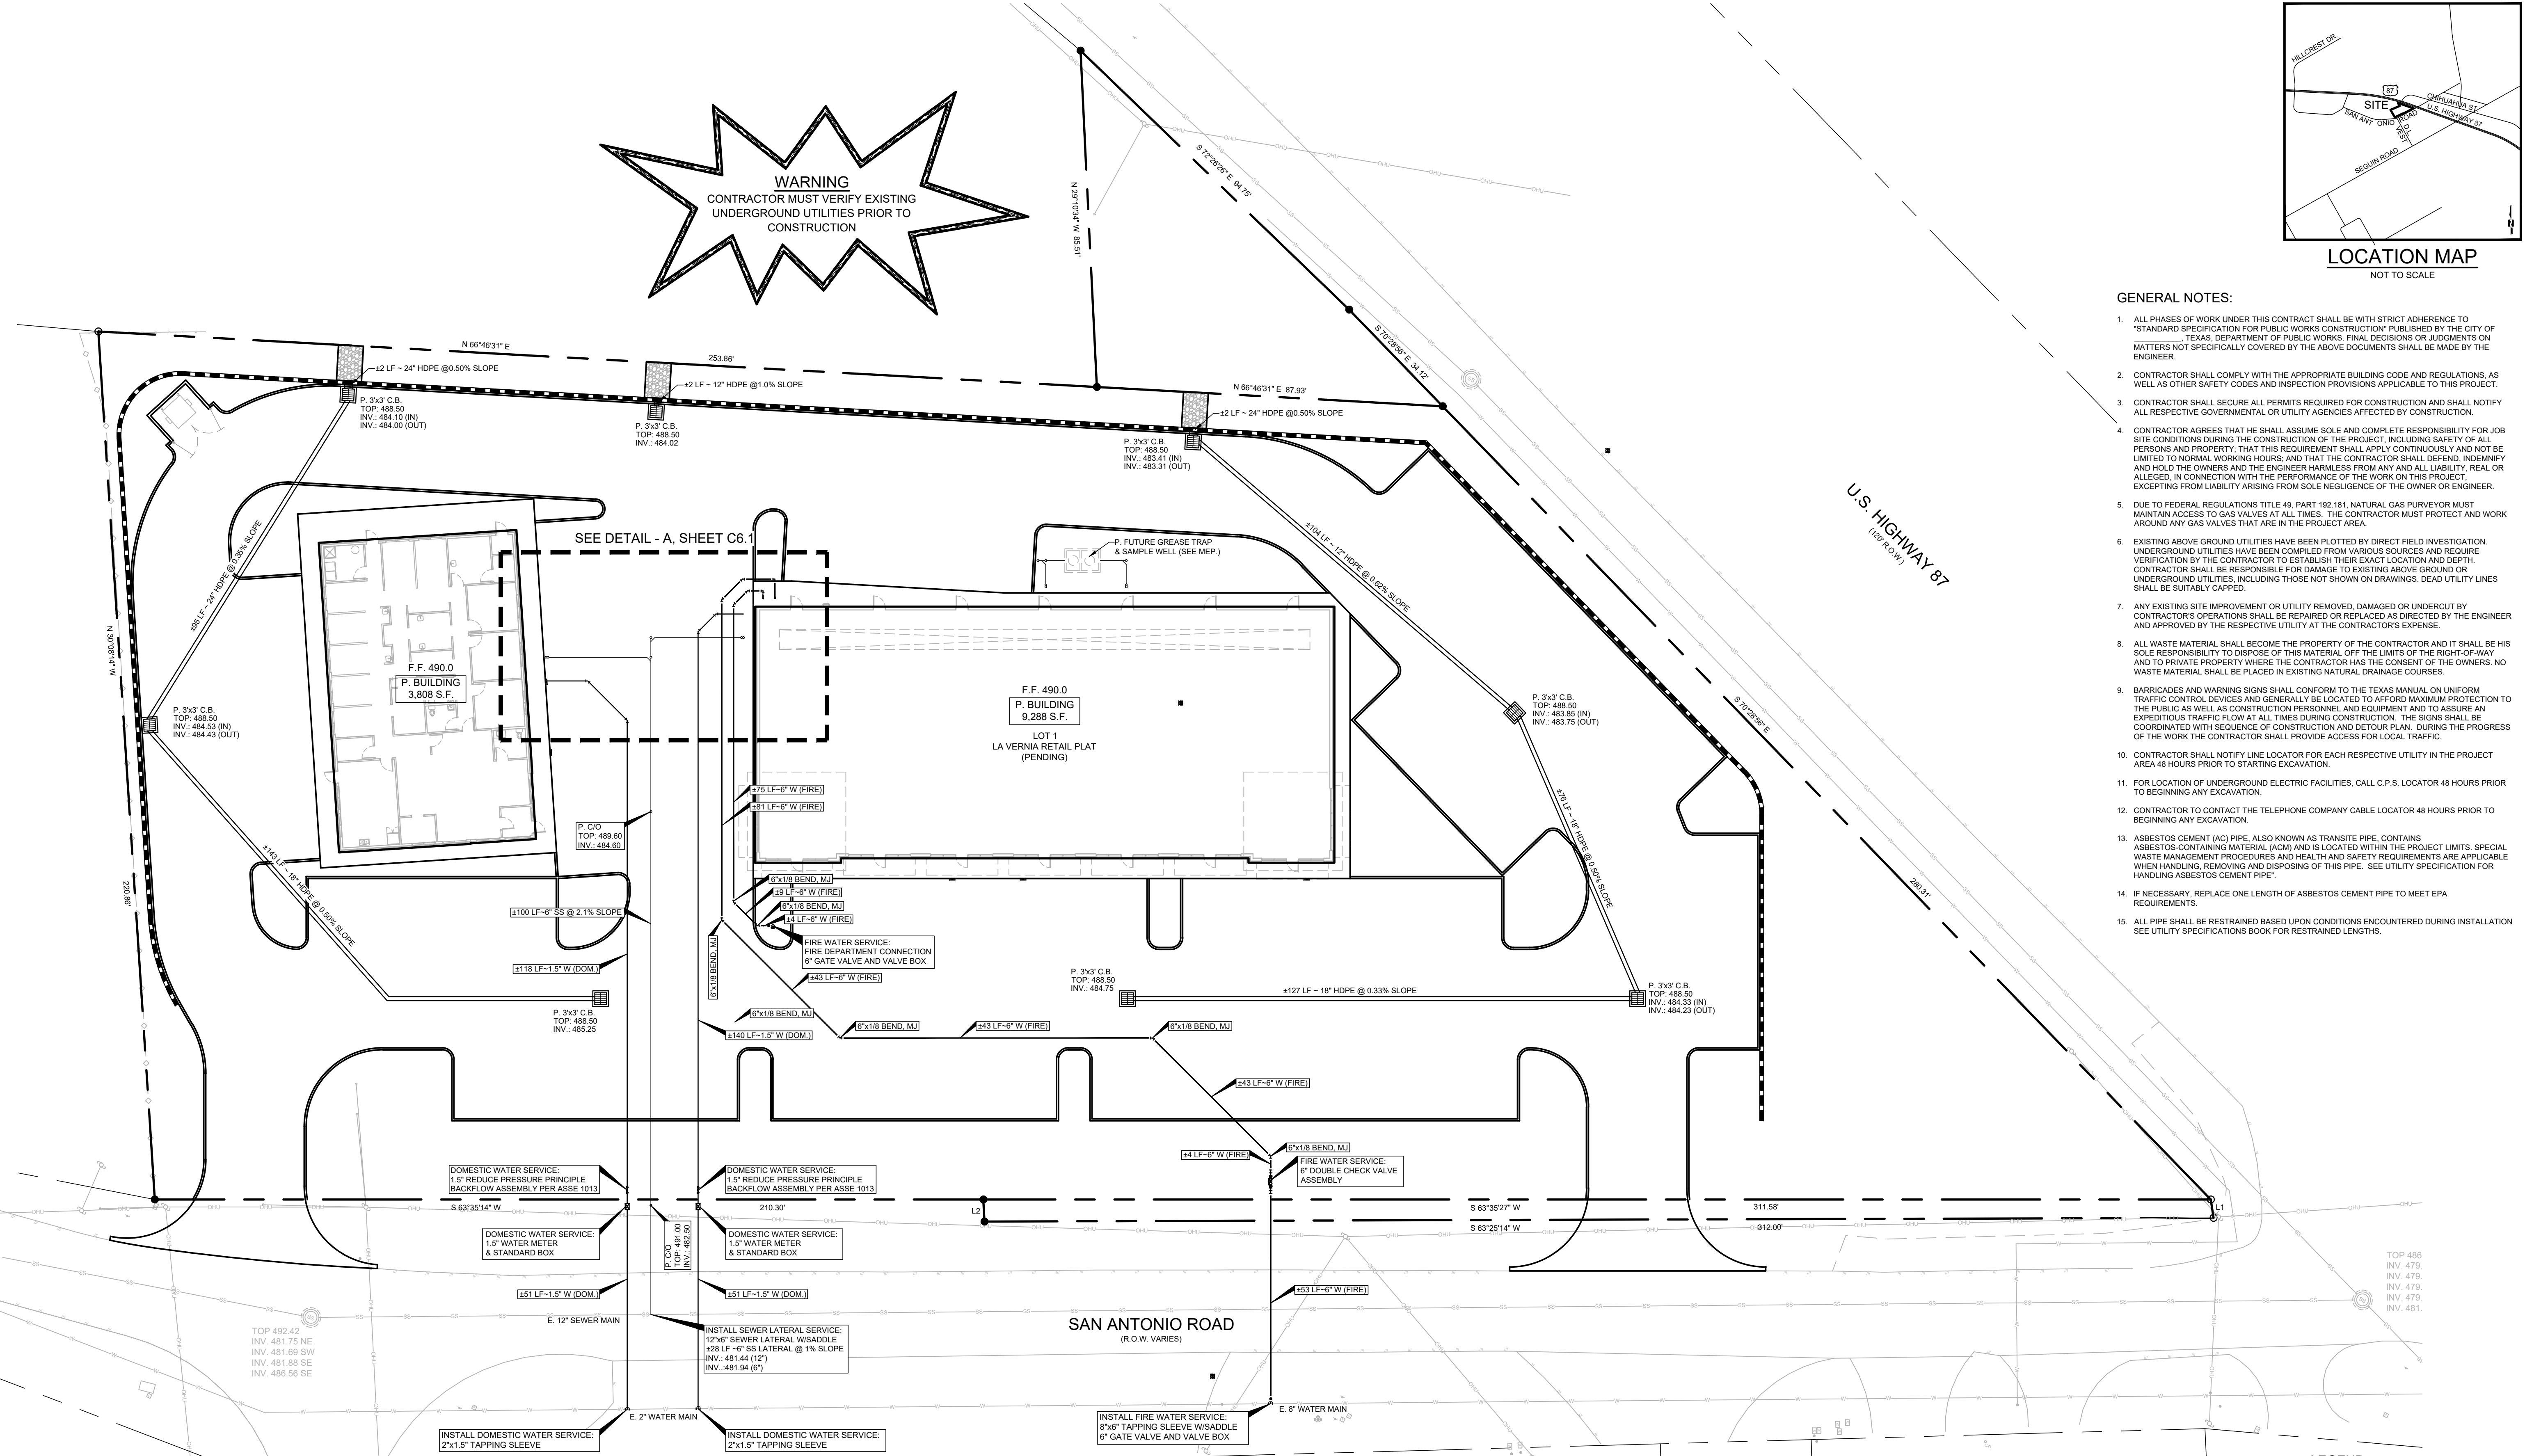 HILLCREST DR.
87
SITE
CHIHUAHUA ST.
U.S. HIGHWAY 87
SAN ANTONIO ROAD
D.L. VEST
SEGUIN ROAD
N
LOCATION MAP
NOT TO SCALE
WARNING
CONTRACTOR MUST VERIFY EXISTING
UNDERGROUND UTILITIES PRIOR TO
CONSTRUCTION
GENERAL NOTES:
1. ALL PHASES OF WORK UNDER THIS CONTRACT SHALL BE WITH STRICT ADHERENCE TO
"STANDARD SPECIFICATION FOR PUBLIC WORKS CONSTRUCTION" PUBLISHED BY THE CITY OF
___________, TEXAS, DEPARTMENT OF PUBLIC WORKS. FINAL DECISIONS OR JUDGMENTS ON
MATTERS NOT SPECIFICALLY COVERED BY THE ABOVE DOCUMENTS SHALL BE MADE BY THE
ENGINEER.
2. CONTRACTOR SHALL COMPLY WITH THE APPROPRIATE BUILDING CODE AND REGULATIONS, AS
WELL AS OTHER SAFETY CODES AND INSPECTION PROVISIONS APPLICABLE TO THIS PROJECT.
3. CONTRACTOR SHALL SECURE ALL PERMITS REQUIRED FOR CONSTRUCTION AND SHALL NOTIFY
ALL RESPECTIVE GOVERNMENTAL OR UTILITY AGENCIES AFFECTED BY CONSTRUCTION.
4. CONTRACTOR AGREES THAT HE SHALL ASSUME SOLE AND COMPLETE RESPONSIBILITY FOR JOB
SITE CONDITIONS DURING THE CONSTRUCTION OF THE PROJECT, INCLUDING SAFETY OF ALL
PERSONS AND PROPERTY; THAT THIS REQUIREMENT SHALL APPLY CONTINUOUSLY AND NOT BE
LIMITED TO NORMAL WORKING HOURS; AND THAT THE CONTRACTOR SHALL DEFEND, INDEMNIFY
AND HOLD THE OWNERS AND THE ENGINEER HARMLESS FROM ANY AND ALL LIABILITY, REAL OR
ALLEGED, IN CONNECTION WITH THE PERFORMANCE OF THE WORK ON THIS PROJECT,
EXCEPTING FROM LIABILITY ARISING FROM SOLE NEGLIGENCE OF THE OWNER OR ENGINEER.
5. DUE TO FEDERAL REGULATIONS TITLE 49, PART 192.181, NATURAL GAS PURVEYOR MUST
MAINTAIN ACCESS TO GAS VALVES AT ALL TIMES. THE CONTRACTOR MUST PROTECT AND WORK
AROUND ANY GAS VALVES THAT ARE IN THE PROJECT AREA.
6. EXISTING ABOVE GROUND UTILITIES HAVE BEEN PLOTTED BY DIRECT FIELD INVESTIGATION.
UNDERGROUND UTILITIES HAVE BEEN COMPILED FROM VARIOUS SOURCES AND REQUIRE
VERIFICATION BY THE CONTRACTOR TO ESTABLISH THEIR EXACT LOCATION AND DEPTH.
CONTRACTOR SHALL BE RESPONSIBLE FOR DAMAGE TO EXISTING ABOVE GROUND OR
UNDERGROUND UTILITIES, INCLUDING THOSE NOT SHOWN ON DRAWINGS. DEAD UTILITY LINES
SHALL BE SUITABLY CAPPED.
7. ANY EXISTING SITE IMPROVEMENT OR UTILITY REMOVED, DAMAGED OR UNDERCUT BY
CONTRACTOR'S OPERATIONS SHALL BE REPAIRED OR REPLACED AS DIRECTED BY THE ENGINEER
AND APPROVED BY THE RESPECTIVE UTILITY AT THE CONTRACTOR'S EXPENSE.
8. ALL WASTE MATERIAL SHALL BECOME THE PROPERTY OF THE CONTRACTOR AND IT SHALL BE HIS
SOLE RESPONSIBILITY TO DISPOSE OF THIS MATERIAL OFF THE LIMITS OF THE RIGHT-OF-WAY
AND TO PRIVATE PROPERTY WHERE THE CONTRACTOR HAS THE CONSENT OF THE OWNERS. NO
WASTE MATERIAL SHALL BE PLACED IN EXISTING NATURAL DRAINAGE COURSES.
9. BARRICADES AND WARNING SIGNS SHALL CONFORM TO THE TEXAS MANUAL ON UNIFORM
TRAFFIC CONTROL DEVICES AND GENERALLY BE LOCATED TO AFFORD MAXIMUM PROTECTION TO
THE PUBLIC AS WELL AS CONSTRUCTION PERSONNEL AND EQUIPMENT AND TO ASSURE AN
EXPEDITIOUS TRAFFIC FLOW AT ALL TIMES DURING CONSTRUCTION. THE SIGNS SHALL BE
COORDINATED WITH SEQUENCE OF CONSTRUCTION AND DETOUR PLAN. DURING THE PROGRESS
OF THE WORK THE CONTRACTOR SHALL PROVIDE ACCESS FOR LOCAL TRAFFIC.
10. CONTRACTOR SHALL NOTIFY LINE LOCATOR FOR EACH RESPECTIVE UTILITY IN THE PROJECT
AREA 48 HOURS PRIOR TO STARTING EXCAVATION.
11. FOR LOCATION OF UNDERGROUND ELECTRIC FACILITIES, CALL C.P.S. LOCATOR 48 HOURS PRIOR
TO BEGINNING ANY EXCAVATION.
12. CONTRACTOR TO CONTACT THE TELEPHONE COMPANY CABLE LOCATOR 48 HOURS PRIOR TO
BEGINNING ANY EXCAVATION.
13. ASBESTOS CEMENT (AC) PIPE, ALSO KNOWN AS TRANSITE PIPE, CONTAINS
ASBESTOS-CONTAINING MATERIAL (ACM) AND IS LOCATED WITHIN THE PROJECT LIMITS. SPECIAL
WASTE MANAGEMENT PROCEDURES AND HEALTH AND SAFETY REQUIREMENTS ARE APPLICABLE
WHEN HANDLING, REMOVING AND DISPOSING OF THIS PIPE. SEE UTILITY SPECIFICATION FOR
HANDLING ASBESTOS CEMENT PIPE".
14. IF NECESSARY, REPLACE ONE LENGTH OF ASBESTOS CEMENT PIPE TO MEET EPA
REQUIREMENTS.
15. ALL PIPE SHALL BE RESTRAINED BASED UPON CONDITIONS ENCOUNTERED DURING INSTALLATION
SEE UTILITY SPECIFICATIONS BOOK FOR RESTRAINED LENGTHS.
N 29°10'34" W 85.51'
S 72°26'26" E 94.75'
S 70°28'56" E 34.12'
N 66°46'31" E
253.86'
N 66°46'31" E 87.93'
±2 LF ~ 24" HDPE @0.50% SLOPE
±2 LF ~ 12" HDPE @1.0% SLOPE
±2 LF ~ 24" HDPE @0.50% SLOPE
P. 3'x3' C.B.
TOP: 488.50
INV.: 484.10 (IN)
INV.: 484.00 (OUT)
P. 3'x3' C.B.
TOP: 488.50
INV.: 484.02
P. 3'x3' C.B.
TOP: 488.50
INV.: 483.41 (IN)
INV.: 483.31 (OUT)
U.S. HIGHWAY 87
(120' R.O.W.)
SEE DETAIL - A, SHEET C6.1
P. FUTURE GREASE TRAP
& SAMPLE WELL (SEE MEP.)
±95 LF ~ 24" HDPE @ 0.35% SLOPE
±104 LF ~ 12" HDPE @ 0.62% SLOPE
N 30°08'14" W
220.86'
F.F. 490.0
P. BUILDING
3,808 S.F.
F.F. 490.0
P. BUILDING
9,288 S.F.
LOT 1
LA VERNIA RETAIL PLAT
(PENDING)
P. 3'x3' C.B.
TOP: 488.50
INV.: 484.53 (IN)
INV.: 484.43 (OUT)
P. 3'x3' C.B.
TOP: 488.50
INV.: 483.85 (IN)
INV.: 483.75 (OUT)
S 70°28'56" E
280.31'
±76 LF ~ 18" HDPE @ 0.50% SLOPE
±143 LF ~ 18" HDPE @ 0.50% SLOPE
±75 LF~6" W (FIRE)
±81 LF~6" W (FIRE)
P. C/O
TOP: 489.60
INV.: 484.60
6"x1/8 BEND, MJ
±9 LF~6" W (FIRE)
6"x1/8 BEND, MJ
±4 LF~6" W (FIRE)
±100 LF~6" SS @ 2.1% SLOPE
FIRE WATER SERVICE:
FIRE DEPARTMENT CONNECTION
6" GATE VALVE AND VALVE BOX
6"x1/8 BEND, MJ
±118 LF~1.5" W (DOM.)
±43 LF~6" W (FIRE)
P. 3'x3' C.B.
TOP: 488.50
INV.: 484.75
±127 LF ~ 18" HDPE @ 0.33% SLOPE
P. 3'x3' C.B.
TOP: 488.50
INV.: 484.33 (IN)
INV.: 484.23 (OUT)
P. 3'x3' C.B.
TOP: 488.50
INV.: 485.25
6"x1/8 BEND, MJ
±140 LF~1.5" W (DOM.)
6"x1/8 BEND, MJ
±43 LF~6" W (FIRE)
6"x1/8 BEND, MJ
±43 LF~6" W (FIRE)
6"x1/8 BEND, MJ
±4 LF~6" W (FIRE)
FIRE WATER SERVICE:
6" DOUBLE CHECK VALVE
ASSEMBLY
DOMESTIC WATER SERVICE:
1.5" REDUCE PRESSURE PRINCIPLE
BACKFLOW ASSEMBLY PER ASSE 1013
DOMESTIC WATER SERVICE:
1.5" REDUCE PRESSURE PRINCIPLE
BACKFLOW ASSEMBLY PER ASSE 1013
S 63°35'14" W
210.30'
L2
S 63°35'27" W
311.58'
L1
S 63°25'14" W
312.00'
DOMESTIC WATER SERVICE:
1.5" WATER METER
& STANDARD BOX
P. C/O
TOP: 491.00
INV.: 482.50
DOMESTIC WATER SERVICE:
1.5" WATER METER
& STANDARD BOX
±51 LF~1.5" W (DOM.)
±51 LF~1.5" W (DOM.)
±53 LF~6" W (FIRE)
TOP 486
INV. 479.
INV. 479.
INV. 479.
INV. 479.
INV. 481.
E. 12" SEWER MAIN
TOP 492.42
INV. 481.75 NE
INV. 481.69 SW
INV. 481.88 SE
INV. 486.56 SE
INSTALL SEWER LATERAL SERVICE:
12"x6" SEWER LATERAL W/SADDLE
±28 LF ~6" SS LATERAL @ 1% SLOPE
INV.: 481.44 (12")
INV..:481.94 (6")
SAN ANTONIO ROAD
(R.O.W. VARIES)
E. 2" WATER MAIN
E. 8" WATER MAIN
INSTALL DOMESTIC WATER SERVICE:
2"x1.5" TAPPING SLEEVE
INSTALL DOMESTIC WATER SERVICE:
2"x1.5" TAPPING SLEEVE
INSTALL FIRE WATER SERVICE:
8"x6" TAPPING SLEEVE W/SADDLE
6" GATE VALVE AND VALVE BOX